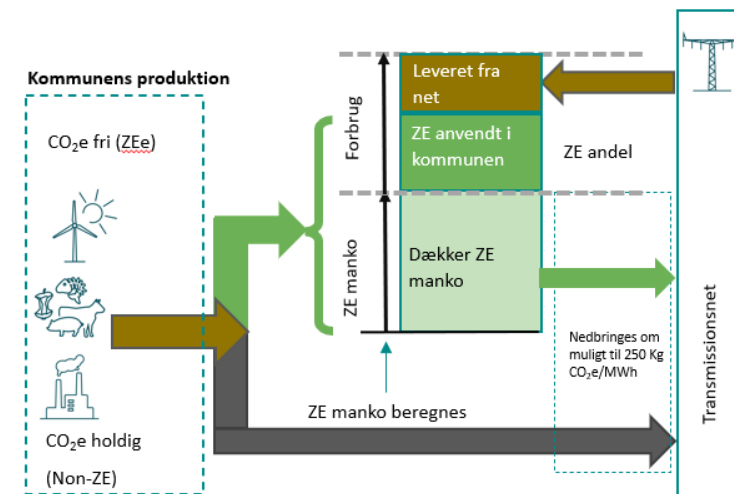 Kommunens produktion
CO₂e fri (ZEe)
CO₂e holdig
(Non-ZE)
Forbrug
ZE manko
Leveret fra
net
ZE anvendt i
kommunen
Dækker ZE
manko
ZE andel
Nedbringes om
muligt til 250 Kg
CO₂e/MWh
ZE manko beregnes
Transmissionsnet